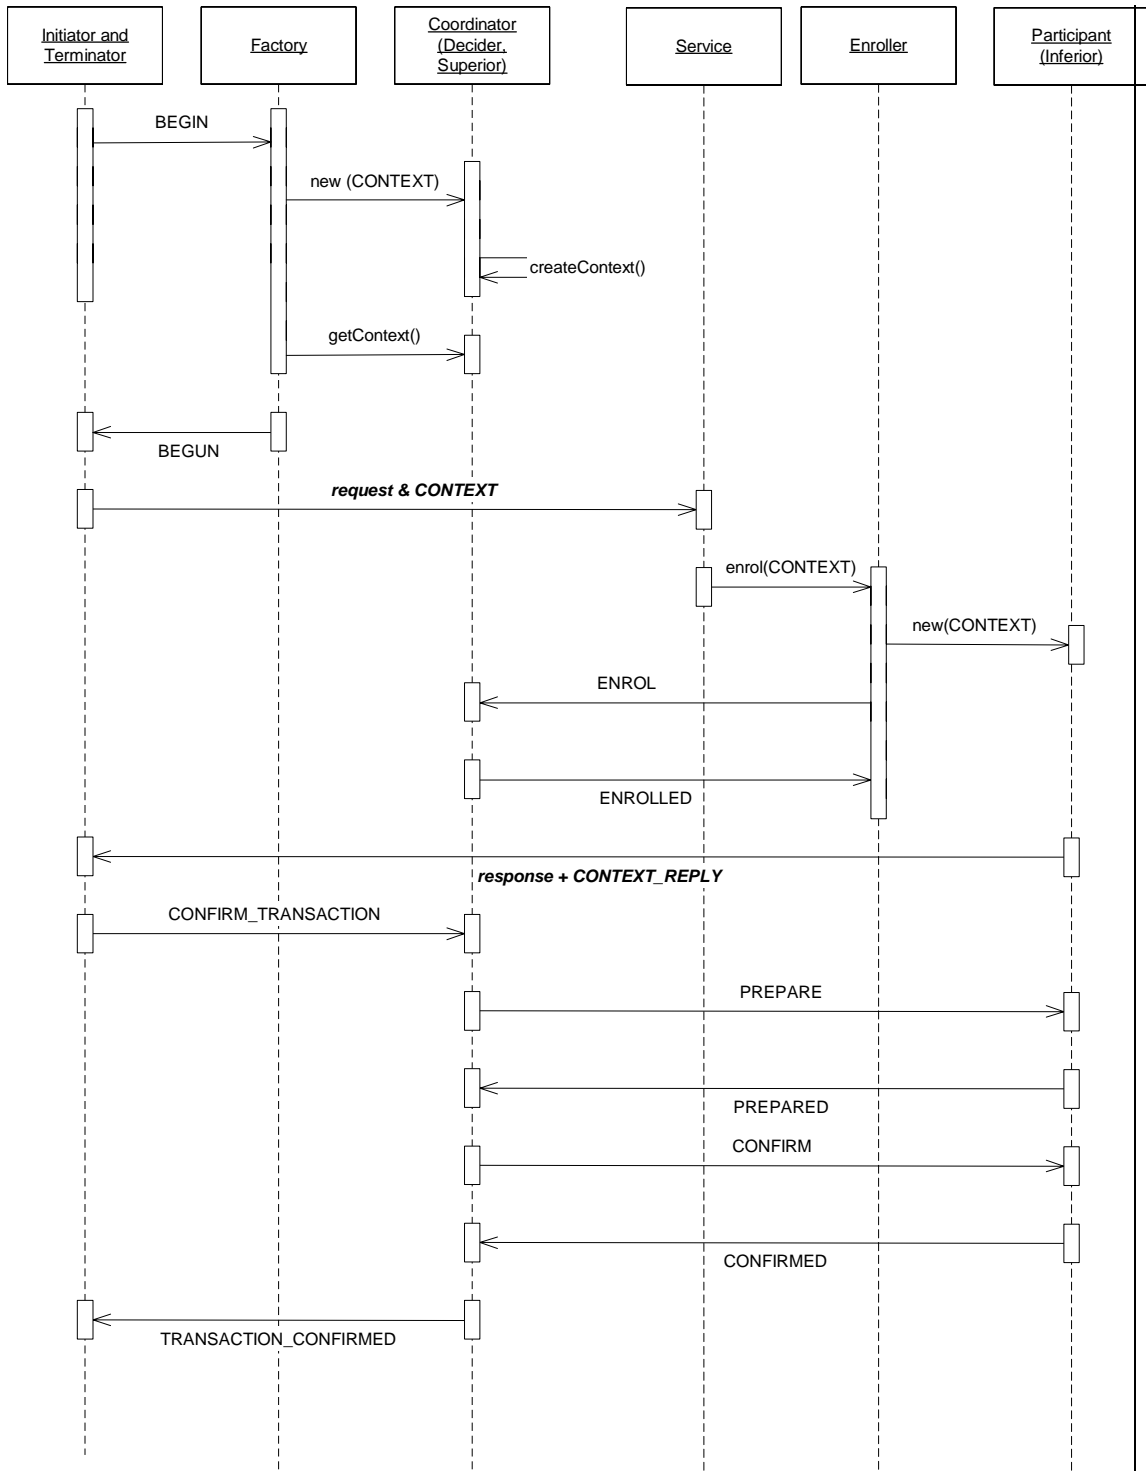 Initiator and
Terminator
Factory
Coordinator
(Decider,
Superior)
Service
Enroller
Participant
(Inferior)
BEGIN
new (CONTEXT)
createContext()
getContext()
BEGUN
request & CONTEXT
enrol(CONTEXT)
new(CONTEXT)
ENROL
ENROLLED
response + CONTEXT_REPLY
CONFIRM_TRANSACTION
PREPARE
PREPARED
CONFIRM
CONFIRMED
TRANSACTION_CONFIRMED